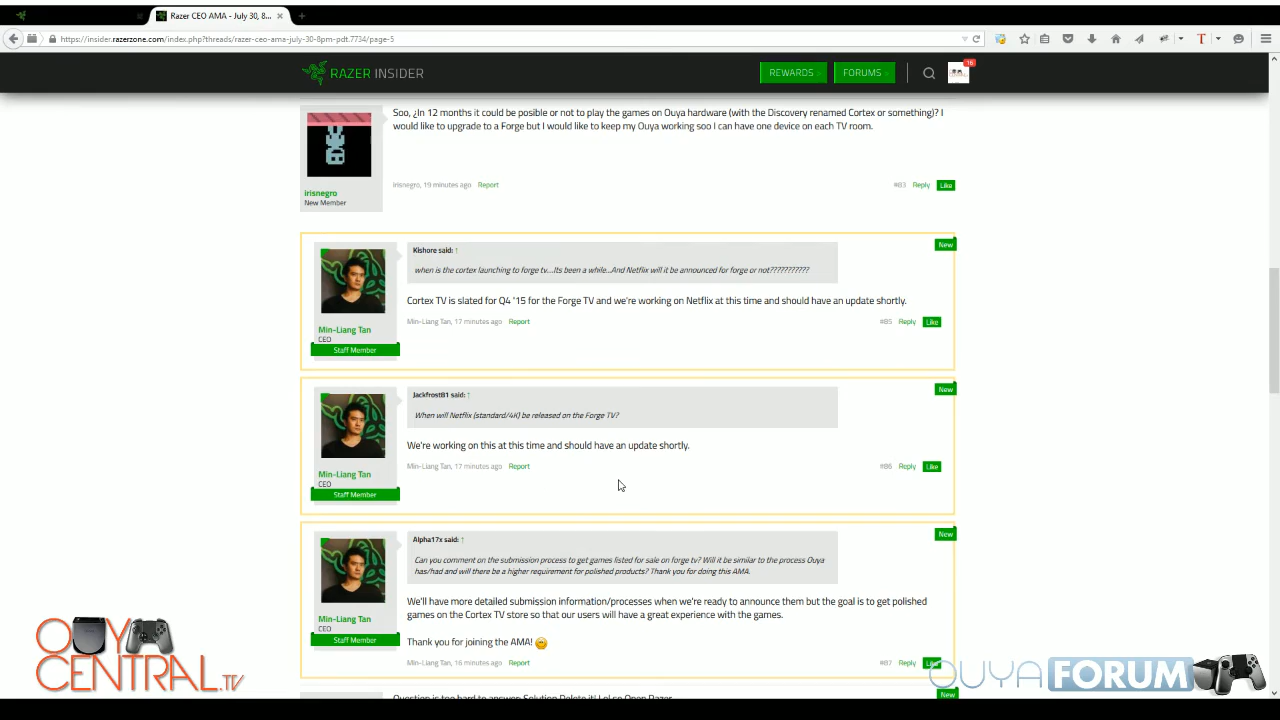 Razer CEO AMA - July 30, 8...
https://insider.razerzone.com/index.php?threads/razer-ceo-ama-july-30-8pm-pdt.7734/page-5
RAZER INSIDER
REWARDS
FORUMS
16
Soo, ¿In 12 months it could be posible or not to play the games on Ouya hardware (with the Discovery renamed Cortex or something)? I
would like to upgrade to a Forge but I would like to keep my Ouya working soo I can have one device on each TV room.
irisnegro, 19 minutes ago Report
#83 Reply Like
irisnegro
New Member
New
Kishore said: ↑
when is the cortex launching to forge tv....Its been a while...And Netflix will it be announced for forge or not???????????
Cortex TV is slated for Q4 '15 for the Forge TV and we're working on Netflix at this time and should have an update shortly.
Min-Liang Tan, 17 minutes ago Report
#85 Reply Like
Min-Liang Tan
CEO
Staff Member
New
Jackfrost81 said: ↑
When will Netflix (standard/4K) be released on the Forge TV?
We're working on this at this time and should have an update shortly.
Min-Liang Tan, 17 minutes ago Report
#86 Reply Like
Min-Liang Tan
CEO
Staff Member
New
Alpha17x said: ↑
Can you comment on the submission process to get games listed for sale on forge tv? Will it be similar to the process Ouya
has/had and will there be a higher requirement for polished products? Thank you for doing this AMA.
We'll have more detailed submission information/processes when we're ready to announce them but the goal is to get polished
games on the Cortex TV store so that our users will have a great experience with the games.
Thank you for joining the AMA!
Min-Liang Tan, 16 minutes ago Report
#87 Reply Like
Min-Liang Tan
CEO
Staff Member
New
Question is too hard to answer: Solution Delete it! Lol so Open Razer
OUYA
CENTRAL.TV
OUYAFORUM